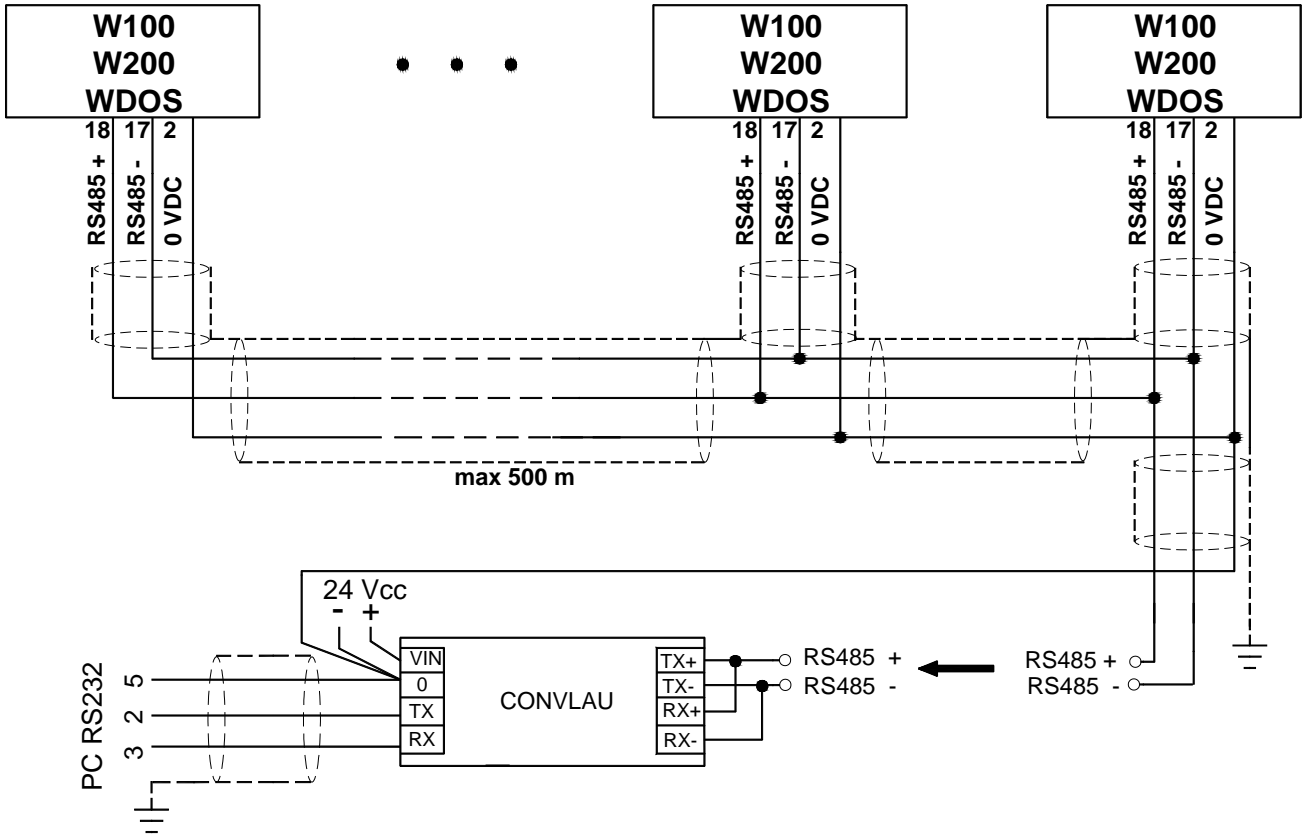 W100
W200
WDOS
18 17 2
RS485 +
RS485 -
0 VDC
W100
W200
WDOS
18 17 2
RS485 +
RS485 -
0 VDC
W100
W200
WDOS
18 17 2
RS485 +
RS485 -
0 VDC
max 500 m
24 Vcc
- +
PC RS232
5
2
3
VIN
0
TX
RX
CONVLAU
TX+
TX-
RX+
RX-
RS485 +
RS485 -
RS485 +
RS485 -